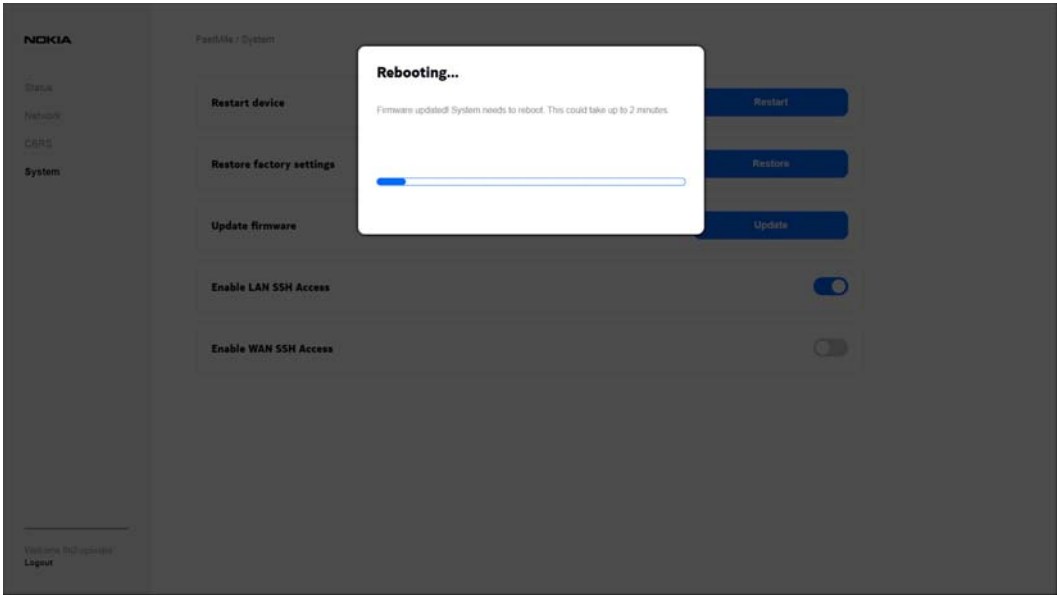 NOKIA
FastMile / System
Status
Network
CBRS
System
Rebooting...
Firmware updated! System needs to reboot. This could take up to 2 minutes.
Restart device
Restart
Restore factory settings
Restore
Update firmware
Update
Enable LAN SSH Access
Enable WAN SSH Access
Welcome
Logout